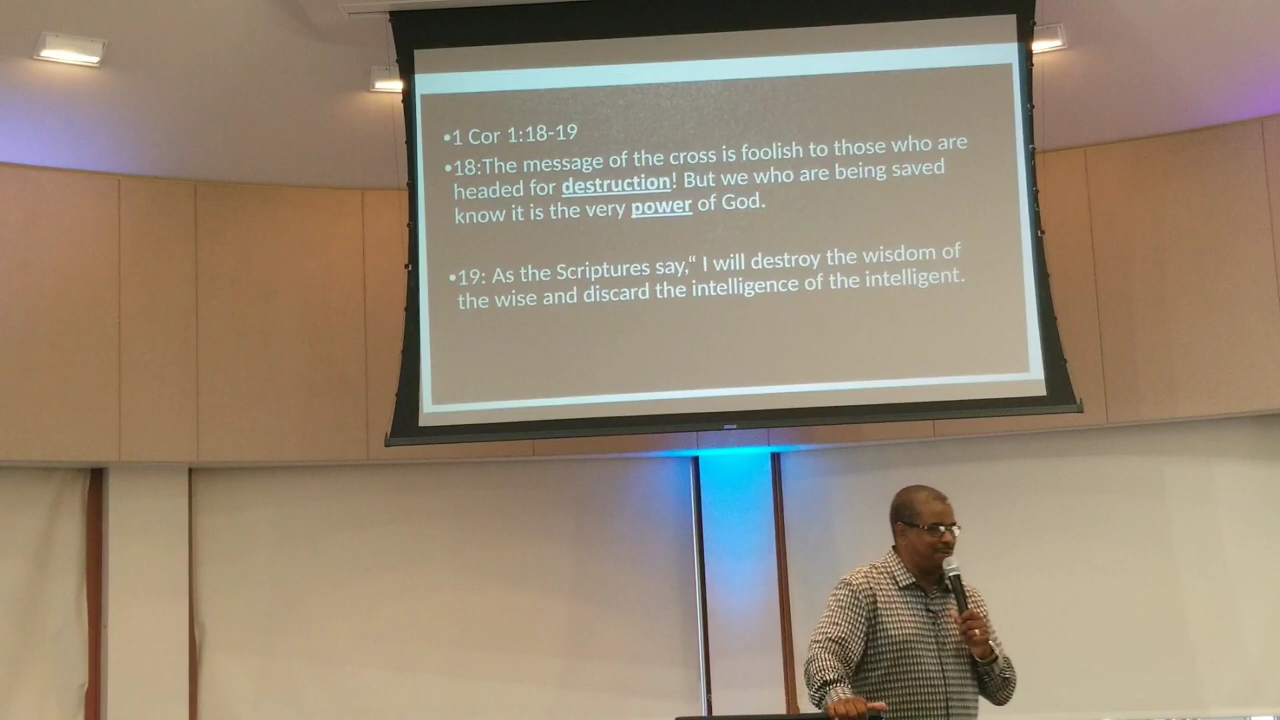 •1 Cor 1:18-19
•18:The message of the cross is foolish to those who are
headed for destruction! But we who are being saved
know it is the very power of God.
•19: As the Scriptures say,“ I will destroy the wisdom of
the wise and discard the intelligence of the intelligent.